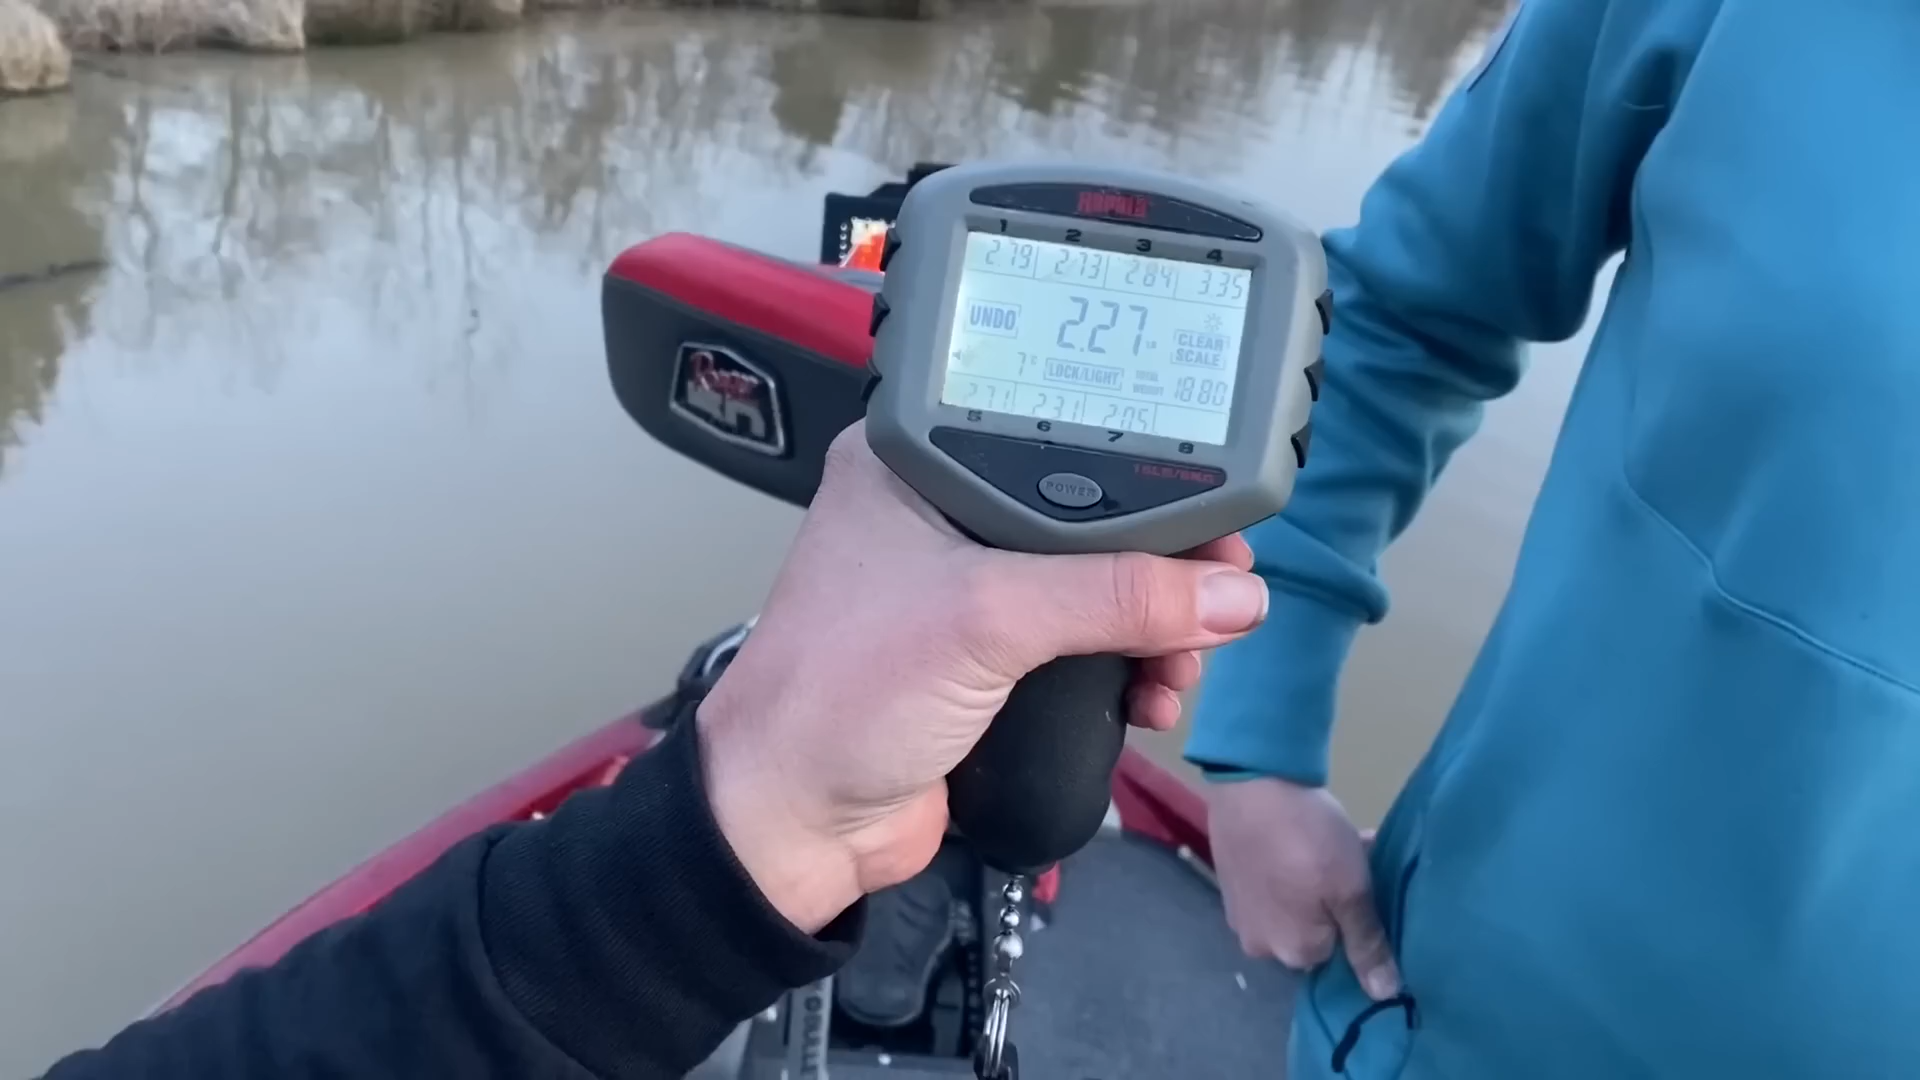 Rapala
1 2 3 4
2.79 2.73 2.84 3.35
UNDO 2.27 LB CLEAR
SCALE
7 LOCK/LIGHT TOTAL
WEIGHT 18.80
2.71 2.31 2.05
5 6 7 8
15LB/6KG
POWER
Ranger